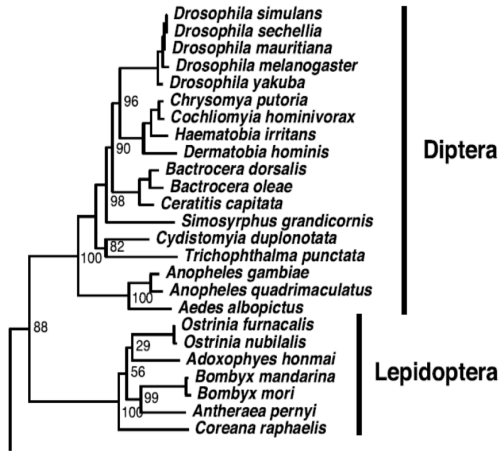 Drosophila simulans
Drosophila sechellia
Drosophila mauritiana
Drosophila melanogaster
Drosophila yakuba
96
Chrysomya putoria
Cochliomyia hominivorax
Haematobia irritans
90
Dermatobia hominis
Diptera
Bactrocera dorsalis
Bactrocera oleae
98
Ceratitis capitata
Simosyrphus grandicornis
Cydistomyia duplonotata
82
100
Trichophthalma punctata
Anopheles gambiae
100
Anopheles quadrimaculatus
Aedes albopictus
88
Ostrinia furnacalis
Ostrinia nubilalis
29
Adoxophyes honmai
56
Lepidoptera
Bombyx mandarina
99
Bombyx mori
100
Antheraea pernyi
Coreana raphaelis